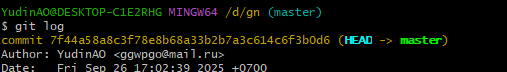 YudinAO@DESKTOP-C1E2RHG MINGW64 /d/gn (master)
$ git log
commit 7f44a58a8c3f78e8b68a33b2b7a3c614c6f3b0d6 (HEAD -> master)
Author: YudinAO <ggwpgo@mail.ru>
Date:   Fri Sep 26 17:02:39 2025 +0700